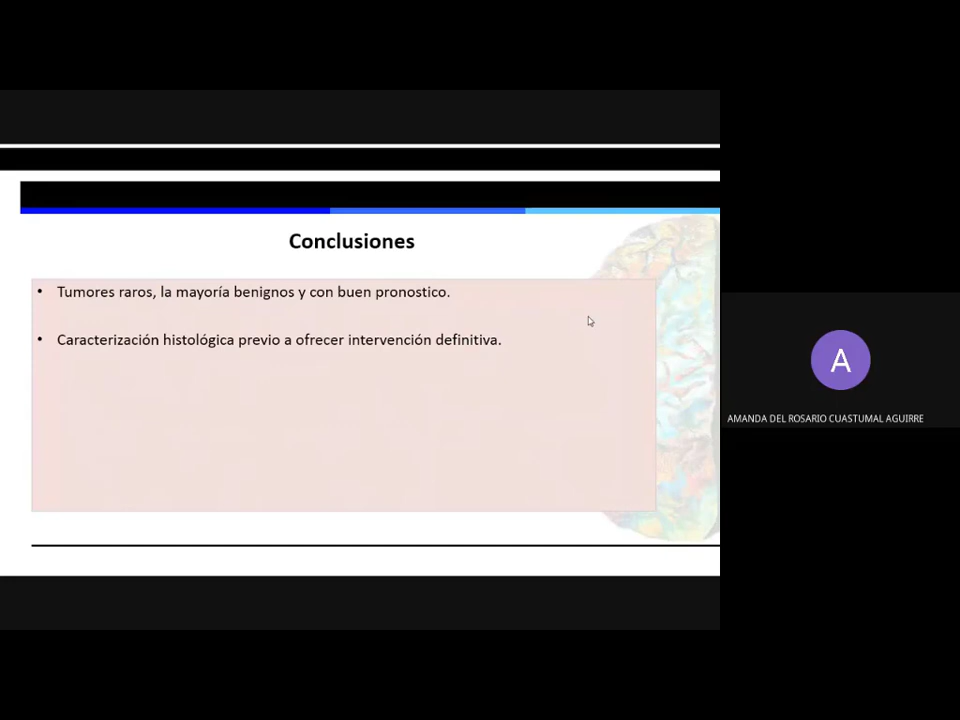 Conclusiones
• Tumores raros, la mayoría benignos y con buen pronostico.
• Caracterización histológica previo a ofrecer intervención definitiva.
A
AMANDA DEL ROSARIO CUASTUMAL AGUIRRE